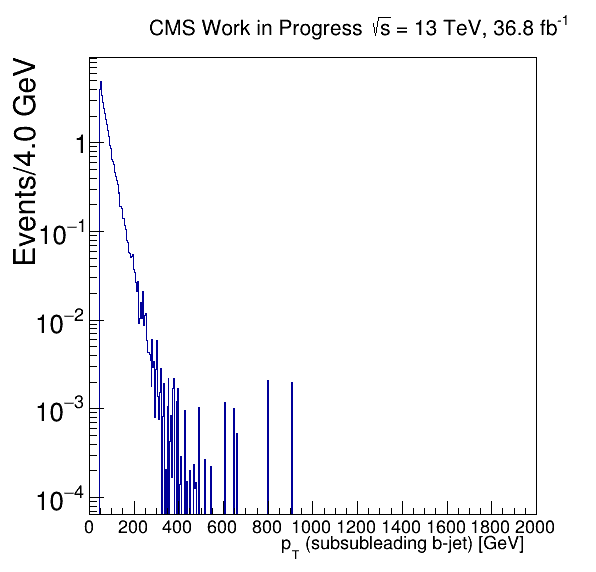 CMS Work in Progress √s = 13 TeV, 36.8 fb⁻¹
Events/4.0 GeV
1
10⁻¹
10⁻²
10⁻³
10⁻⁴
0 200 400 600 800 1000 1200 1400 1600 1800 2000
p_T (subsubleading b-jet) [GeV]